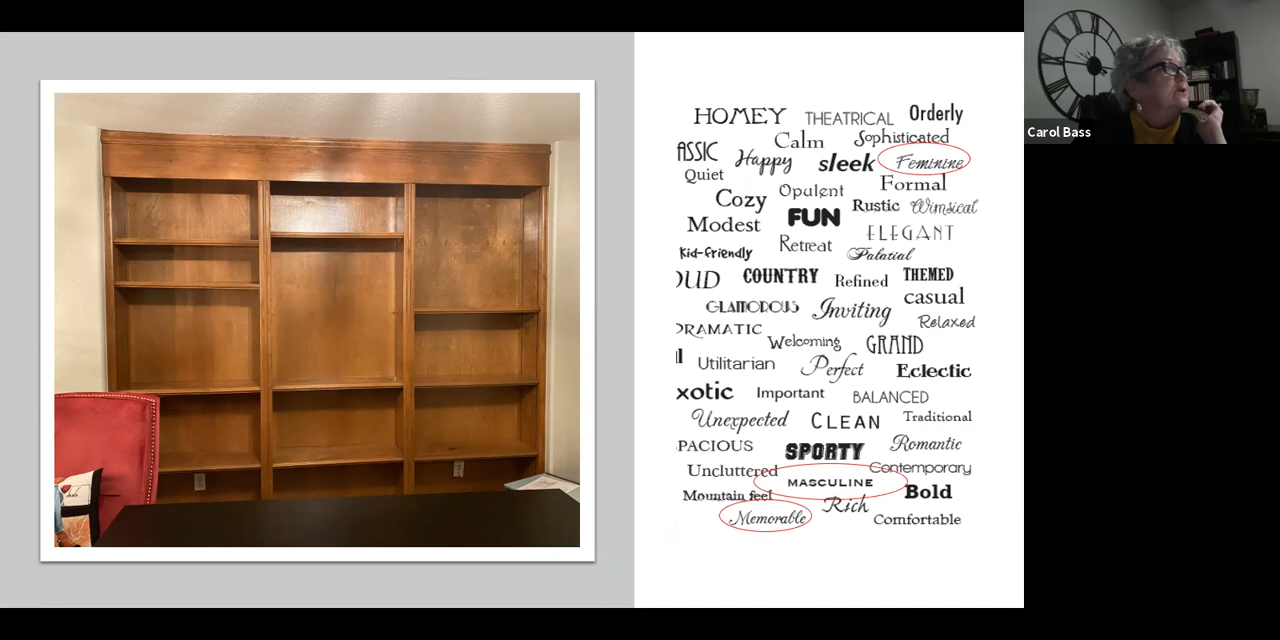 HOMEY THEATRICAL Orderly
Calm Sophisticated
ASSIC Happy sleek Feminine
Quiet Opulent Formal
Cozy Rustic Wimsical
Modest FUN ELEGANT
Kid-Friendly Retreat Palatial
OUD COUNTRY Refined THEMED
GLAMOROUS Inviting casual
DRAMATIC Relaxed
Welcoming GRAND
Utilitarian Perfect Eclectic
xotic Important BALANCED
Unexpected CLEAN Traditional
PACIOUS SPORTY Romantic
Uncluttered Contemporary
MASCULINE
Mountain feel Rich Bold
Memorable Comfortable
Carol Bass